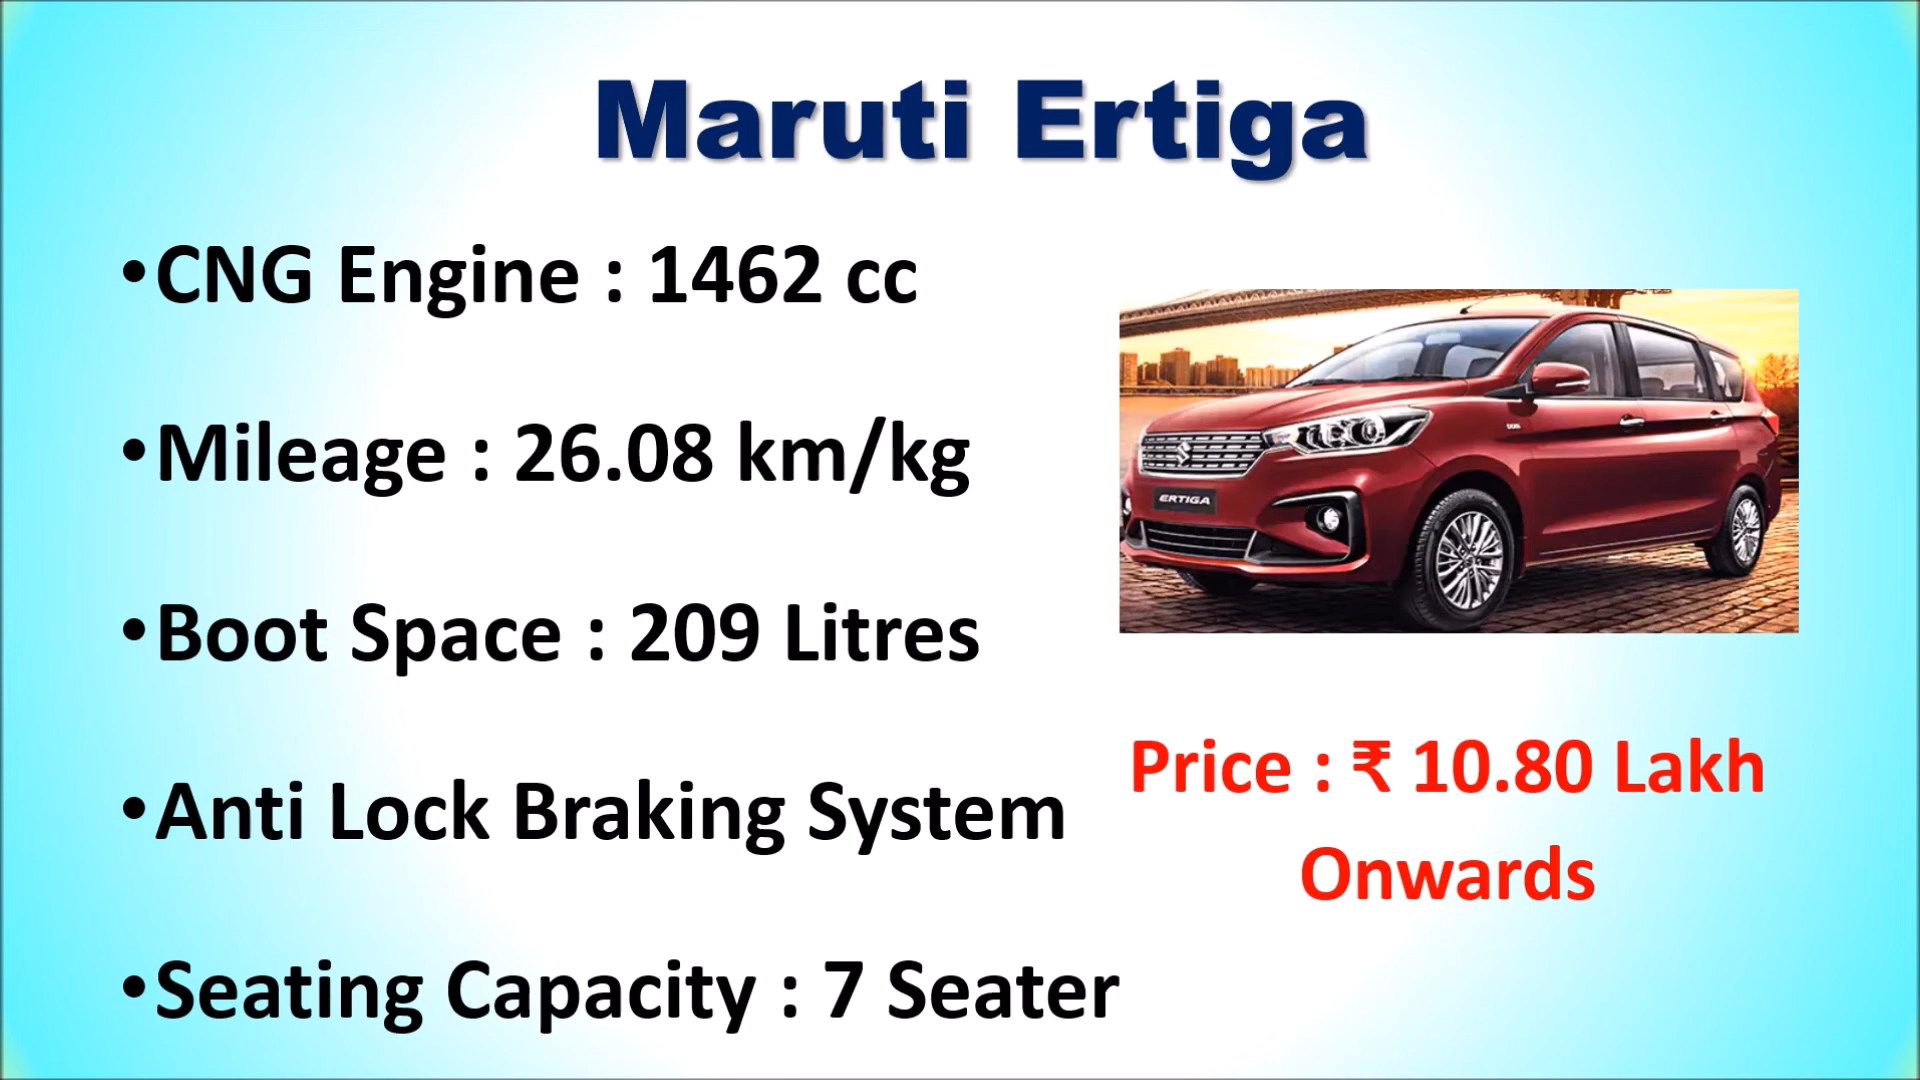 Maruti Ertiga
•CNG Engine : 1462 cc
•Mileage : 26.08 km/kg
•Boot Space : 209 Litres
•Anti Lock Braking System
•Seating Capacity : 7 Seater
ERTIGA
Price : ₹ 10.80 Lakh
Onwards